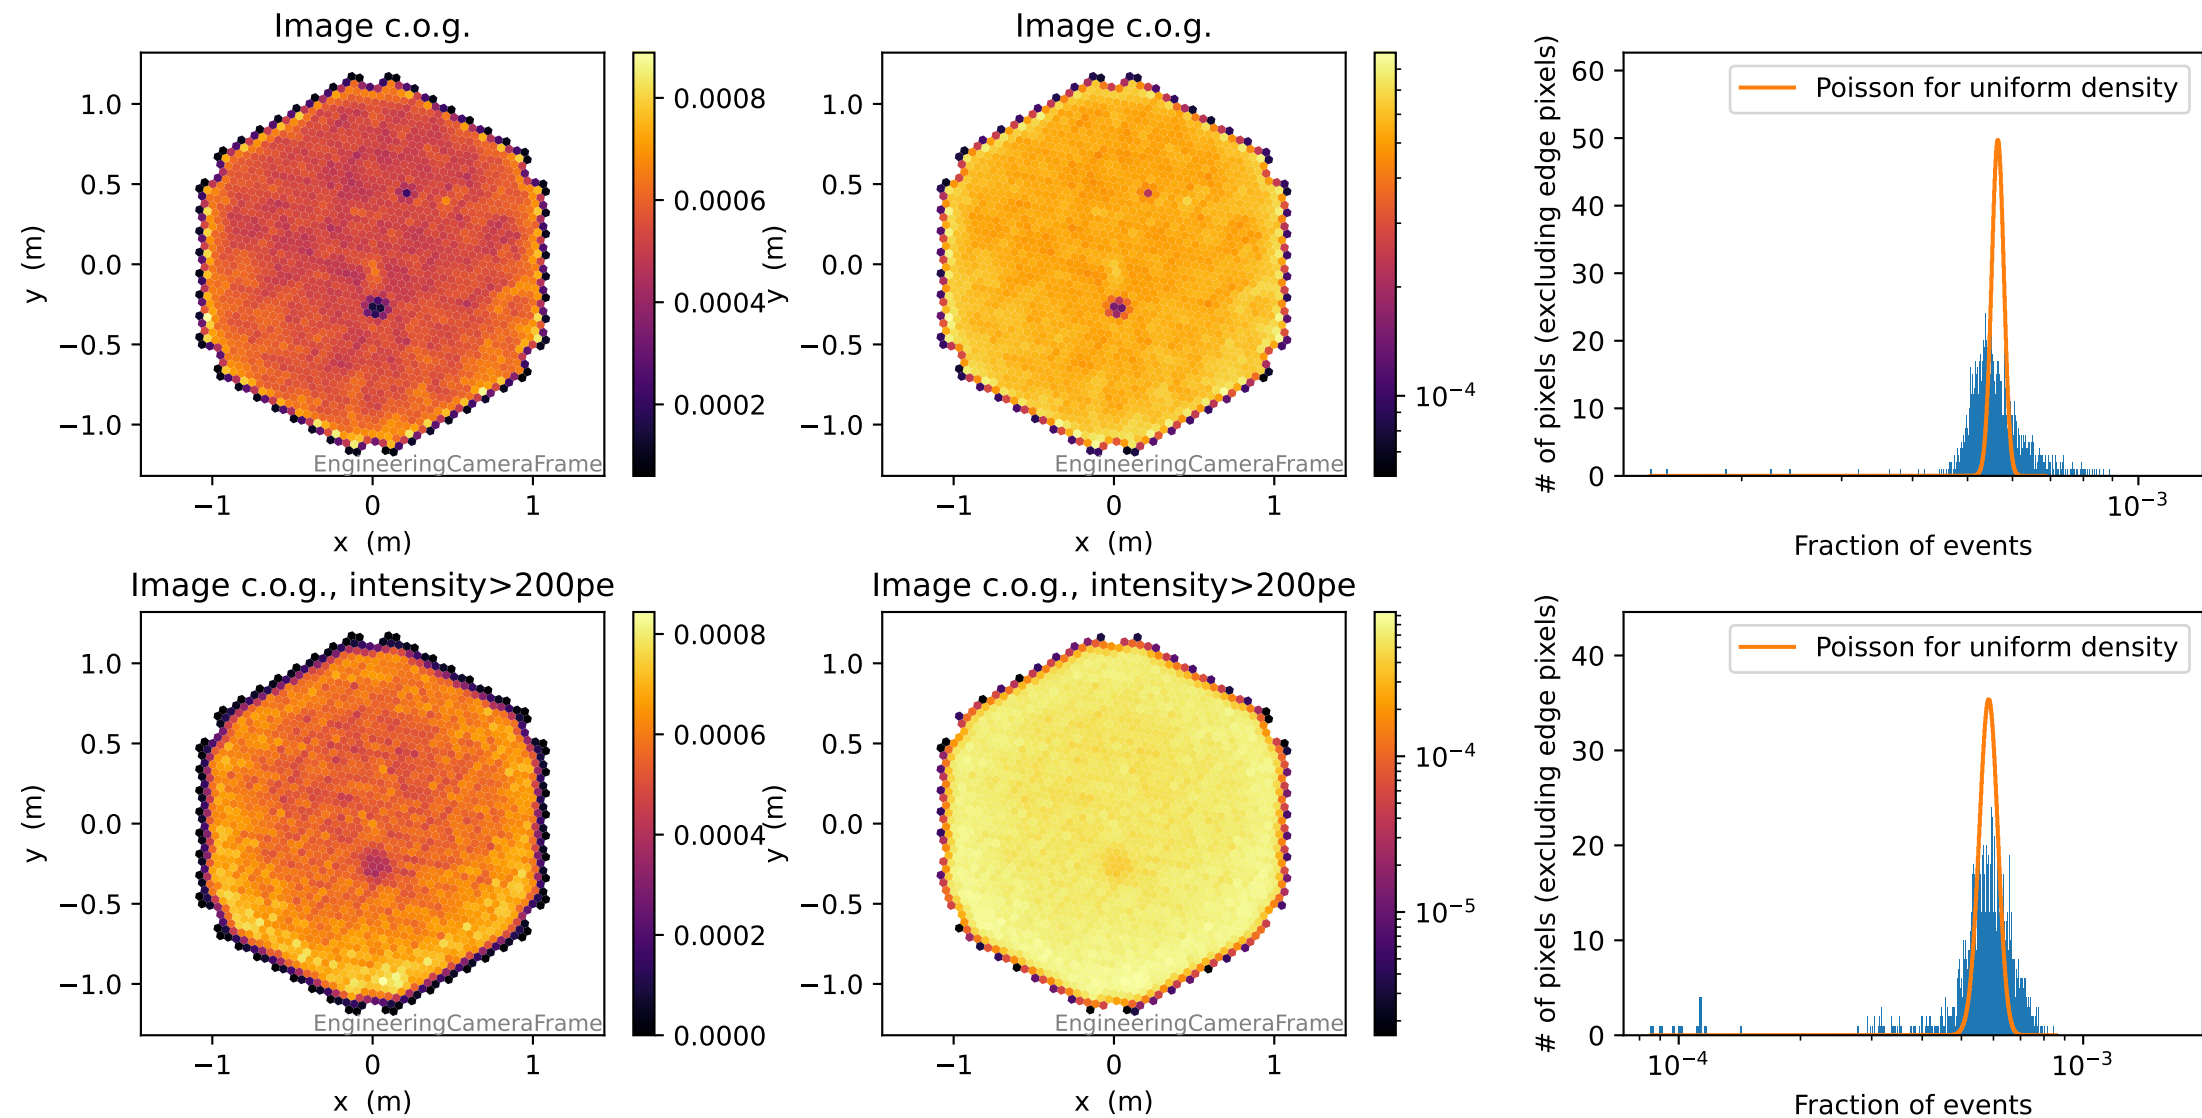 Image c.o.g.
1.0
0.5
0.0
−0.5
−1.0
y (m)
−1 0 1
x (m)
EngineeringCameraFrame
0.0008
0.0006
0.0004
0.0002
Image c.o.g.
1.0
0.5
0.0
−0.5
−1.0
y (m)
−1 0 1
x (m)
EngineeringCameraFrame
10−4
# of pixels (excluding edge pixels)
60
50
40
30
20
10
0
Poisson for uniform density
10−3
Fraction of events
Image c.o.g., intensity>200pe
1.0
0.5
0.0
−0.5
−1.0
y (m)
−1 0 1
x (m)
EngineeringCameraFrame
0.0008
0.0006
0.0004
0.0002
0.0000
Image c.o.g., intensity>200pe
1.0
0.5
0.0
−0.5
−1.0
y (m)
−1 0 1
x (m)
EngineeringCameraFrame
10−4
10−5
# of pixels (excluding edge pixels)
40
30
20
10
0
Poisson for uniform density
10−4 10−3
Fraction of events